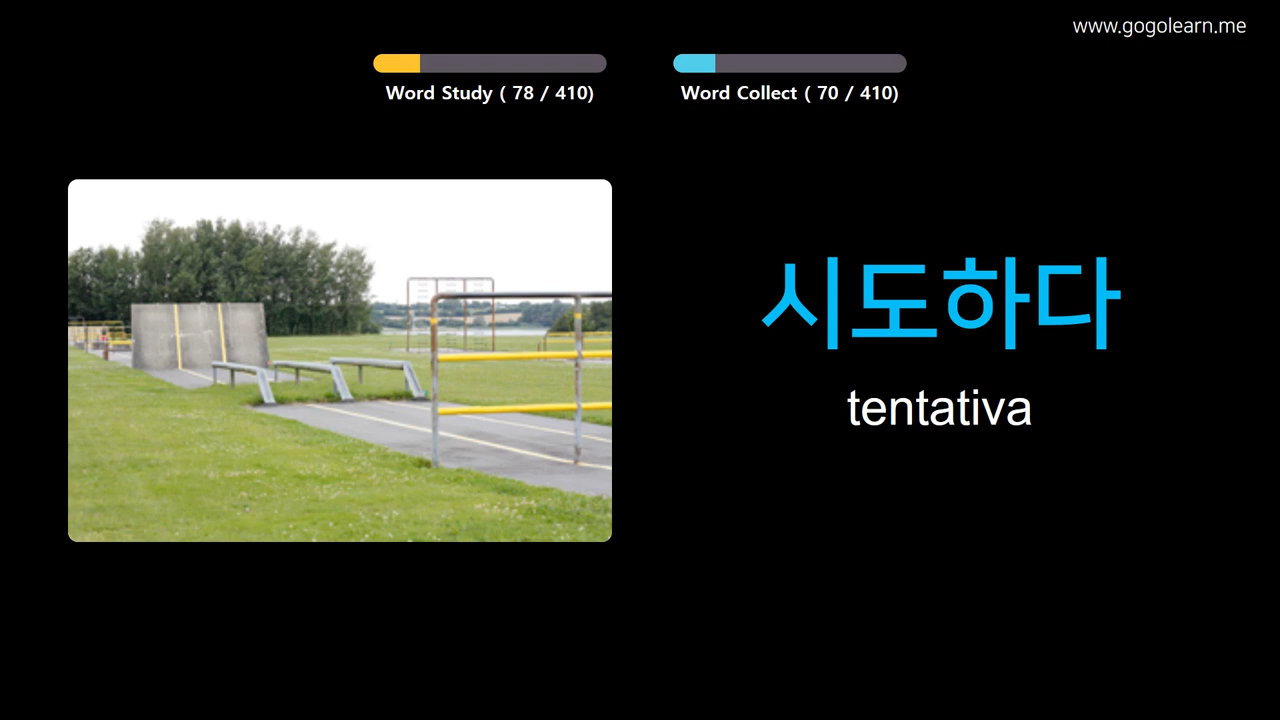 www.gogolearn.me
Word Study ( 78 / 410)
Word Collect ( 70 / 410)
시도하다
tentativa